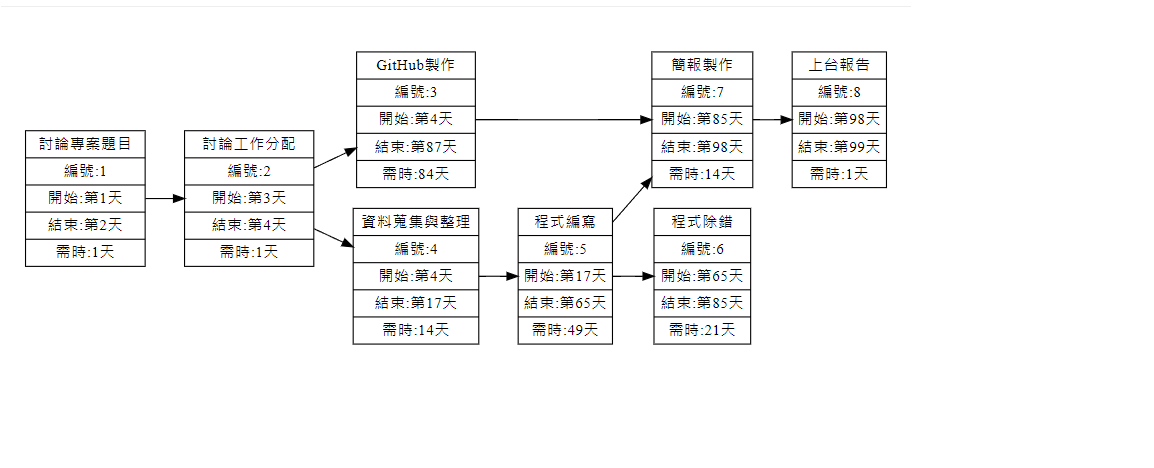 討論專案題目
編號:1
開始:第1天
結束:第2天
需時:1天
討論工作分配
編號:2
開始:第3天
結束:第4天
需時:1天
GitHub製作
編號:3
開始:第4天
結束:第87天
需時:84天
資料蒐集與整理
編號:4
開始:第4天
結束:第17天
需時:14天
程式編寫
編號:5
開始:第17天
結束:第65天
需時:49天
程式除錯
編號:6
開始:第65天
結束:第85天
需時:21天
簡報製作
編號:7
開始:第85天
結束:第98天
需時:14天
上台報告
編號:8
開始:第98天
結束:第99天
需時:1天